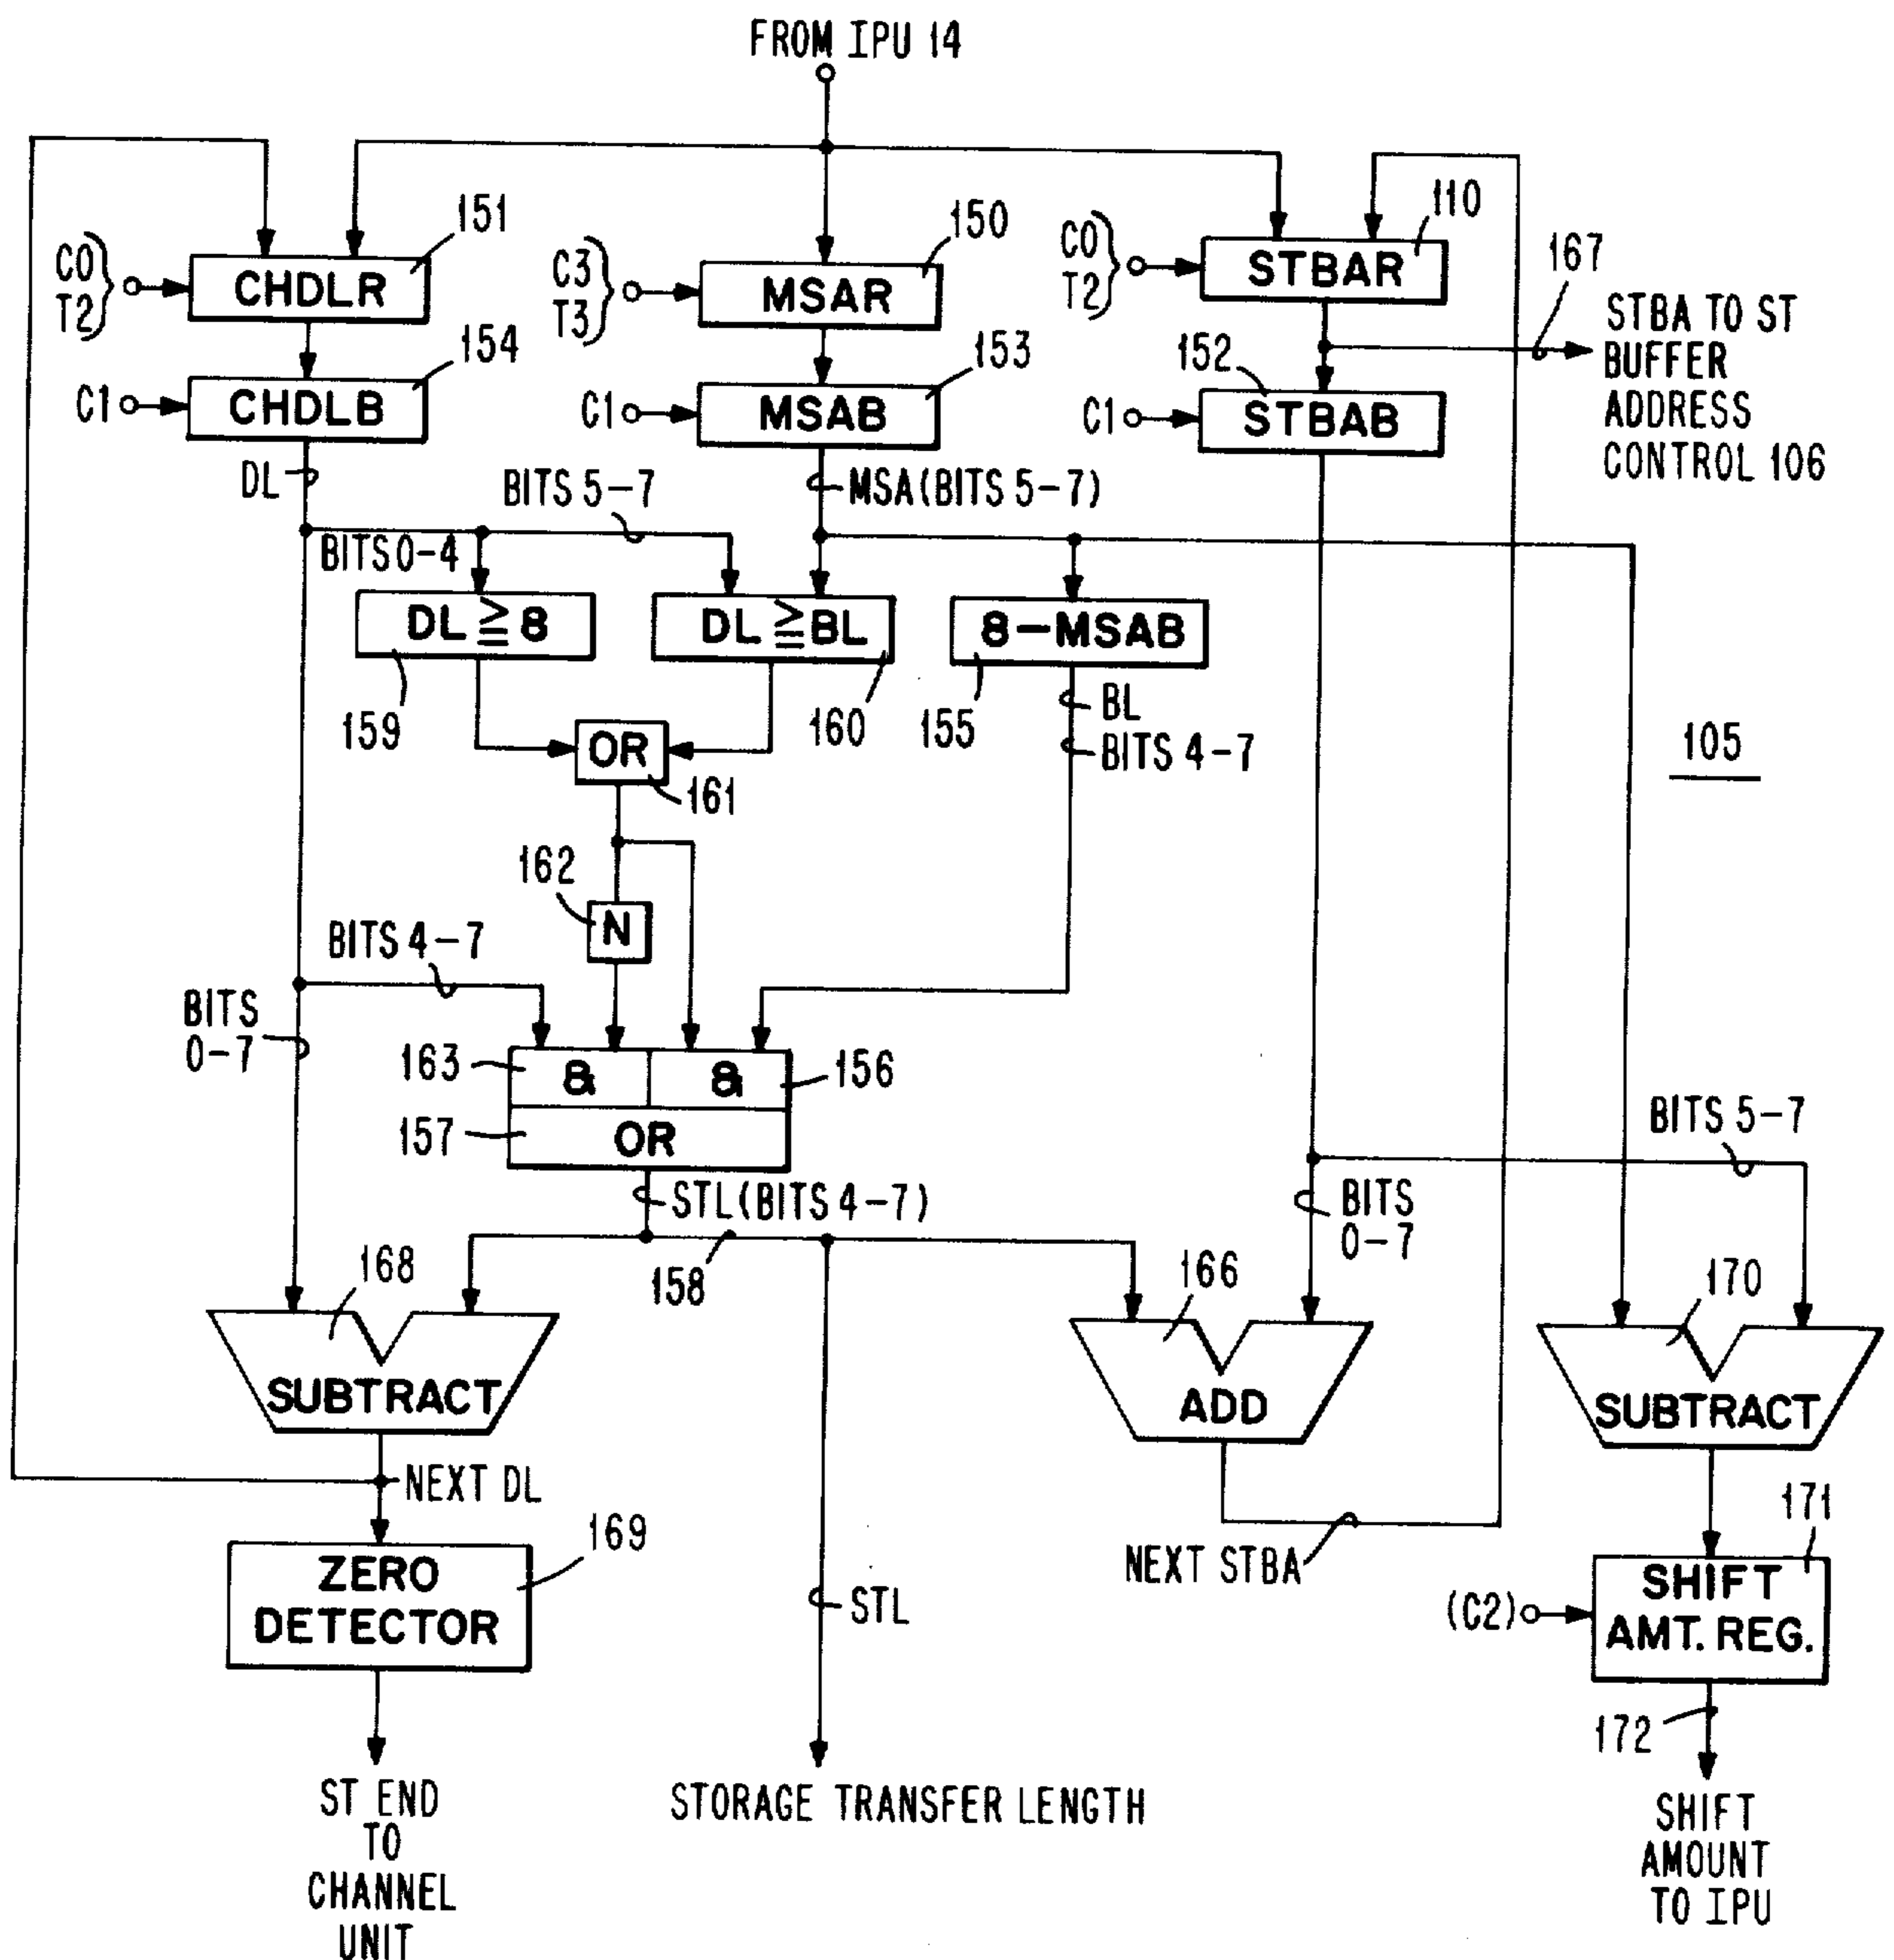 FROM IPU 14
151
150
110
C0
T2
CHDLR
C3
T3
MSAR
C0
T2
STBAR
167
STBA TO ST
BUFFER
ADDRESS
CONTROL 106
154
153
152
C1
CHDLB
C1
MSAB
C1
STBAB
DL
BITS 5-7
MSA(BITS 5-7)
BITS 0-4
DL ≧ 8
DL ≧ BL
8-MSAB
159
160
155
BL
BITS 4-7
OR
161
105
162
N
BITS 4-7
BITS
0-7
163
&
&
156
157
OR
BITS 5-7
STL(BITS 4-7)
BITS
0-7
158
168
166
170
SUBTRACT
ADD
SUBTRACT
NEXT DL
169
171
ZERO
DETECTOR
NEXT STBA
STL
(C2)
SHIFT
AMT. REG.
172
ST END
TO
CHANNEL
UNIT
STORAGE TRANSFER LENGTH
SHIFT
AMOUNT
TO IPU